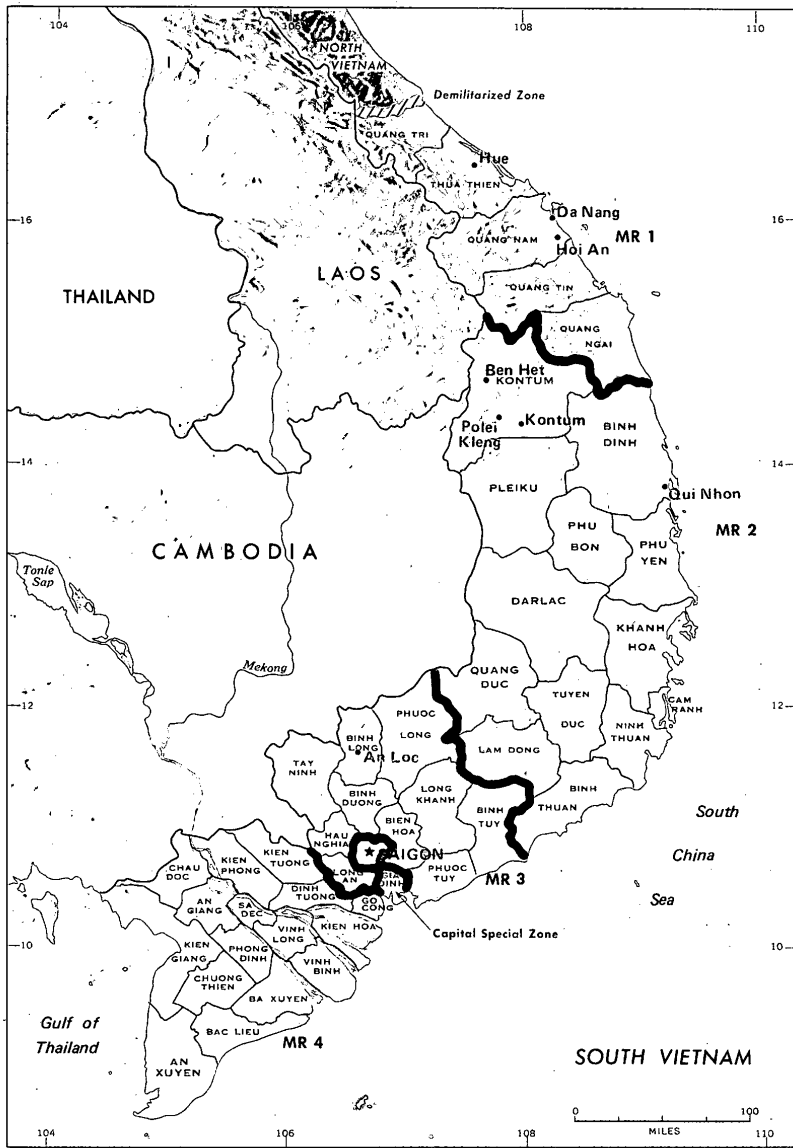 104
106
108
110
NORTH
VIETNAM
Demilitarized Zone
QUANG TRI
Hue
THUA THIEN
16
Da Nang
16
QUANG NAM
Hoi An
MR 1
LAOS
THAILAND
QUANG TIN
QUANG
NGAI
Ben Het
KONTUM
Polei
Kleng
Kontum
BINH
DINH
14
14
PLEIKU
Qui Nhon
PHU
BON
MR 2
PHU
YEN
CAMBODIA
Tonle
Sap
DARLAC
KHANH
HOA
Mekong
QUANG
DUC
CAM
RANH
12
TUYEN
DUC
12
PHUOC
LONG
NINH
THUAN
BINH
LONG
An Loc
LAM DONG
TAY
NINH
BINH
DUONG
LONG
KHANH
BINH
THUAN
BINH
TUY
BIEN
HOA
South
China
Sea
HAU
NGHIA
SAIGON
KIEN
TUONG
KIEN
PHONG
CHAU
DOC
LONG
AN
GIA
DINH
PHUOC
TUY
MR 3
DINH
TUONG
GO
CONG
AN
GIANG
SA
DEC
VINH
LONG
KIEN HOA
Capital Special Zone
10
10
KIEN
GIANG
PHONG
DINH
VINH
BINH
CHUONG
THIEN
BA XUYEN
Gulf of
Thailand
BAC LIEU
MR 4
AN
XUYEN
SOUTH VIETNAM
0
100
MILES
104
106
108
110